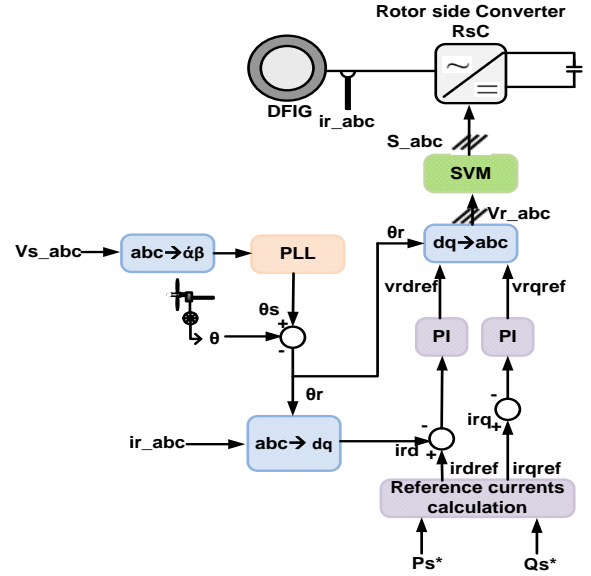 Rotor side Converter
RsC
DFIG
ir_abc
S_abc
SVM
Vr_abc
Vs_abc
abc→άβ
PLL
θr
dq→abc
θs
+
-
θ
vrdref
vrqref
PI
PI
θr
ir_abc
abc→ dq
ird
-
+
irq
-
+
irdref
irqref
Reference currents
calculation
Ps*
Qs*